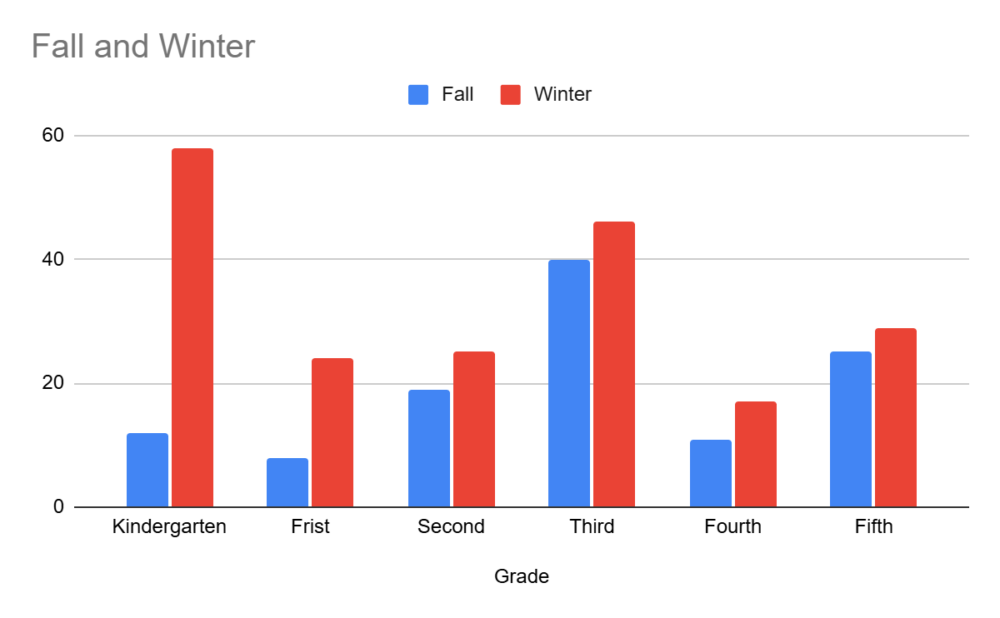 Fall and Winter
Fall Winter
60
40
20
0
Kindergarten Frist Second Third Fourth Fifth
Grade